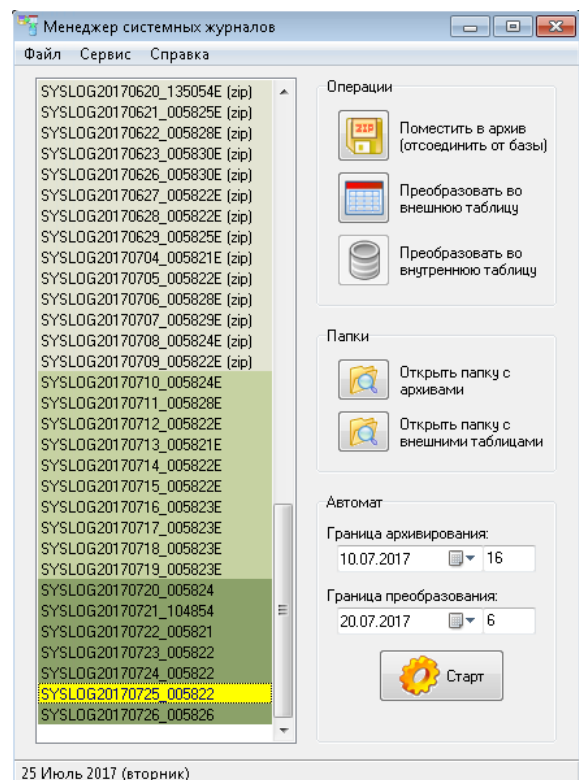 Менеджер системных журналов
Файл Сервис Справка
SYSLOG20170620_135054E (zip)
SYSLOG20170621_005825E (zip)
SYSLOG20170622_005828E (zip)
SYSLOG20170623_005830E (zip)
SYSLOG20170626_005830E (zip)
SYSLOG20170627_005822E (zip)
SYSLOG20170628_005822E (zip)
SYSLOG20170629_005825E (zip)
SYSLOG20170704_005821E (zip)
SYSLOG20170705_005822E (zip)
SYSLOG20170706_005828E (zip)
SYSLOG20170707_005829E (zip)
SYSLOG20170708_005824E (zip)
SYSLOG20170709_005822E (zip)
SYSLOG20170710_005824E
SYSLOG20170711_005828E
SYSLOG20170712_005822E
SYSLOG20170713_005821E
SYSLOG20170714_005822E
SYSLOG20170715_005822E
SYSLOG20170716_005823E
SYSLOG20170717_005823E
SYSLOG20170718_005823E
SYSLOG20170719_005823E
SYSLOG20170720_005824
SYSLOG20170721_104854
SYSLOG20170722_005821
SYSLOG20170723_005822
SYSLOG20170724_005822
SYSLOG20170725_005822
SYSLOG20170726_005826
Операции
ZIP
Поместить в архив
(отсоединить от базы)
Преобразовать во
внешнюю таблицу
Преобразовать во
внутреннюю таблицу
Папки
Открыть папку с
архивами
Открыть папку с
внешними таблицами
Автомат
Граница архивирования:
10.07.2017 16
Граница преобразования:
20.07.2017 6
Старт
25 Июль 2017 (вторник)